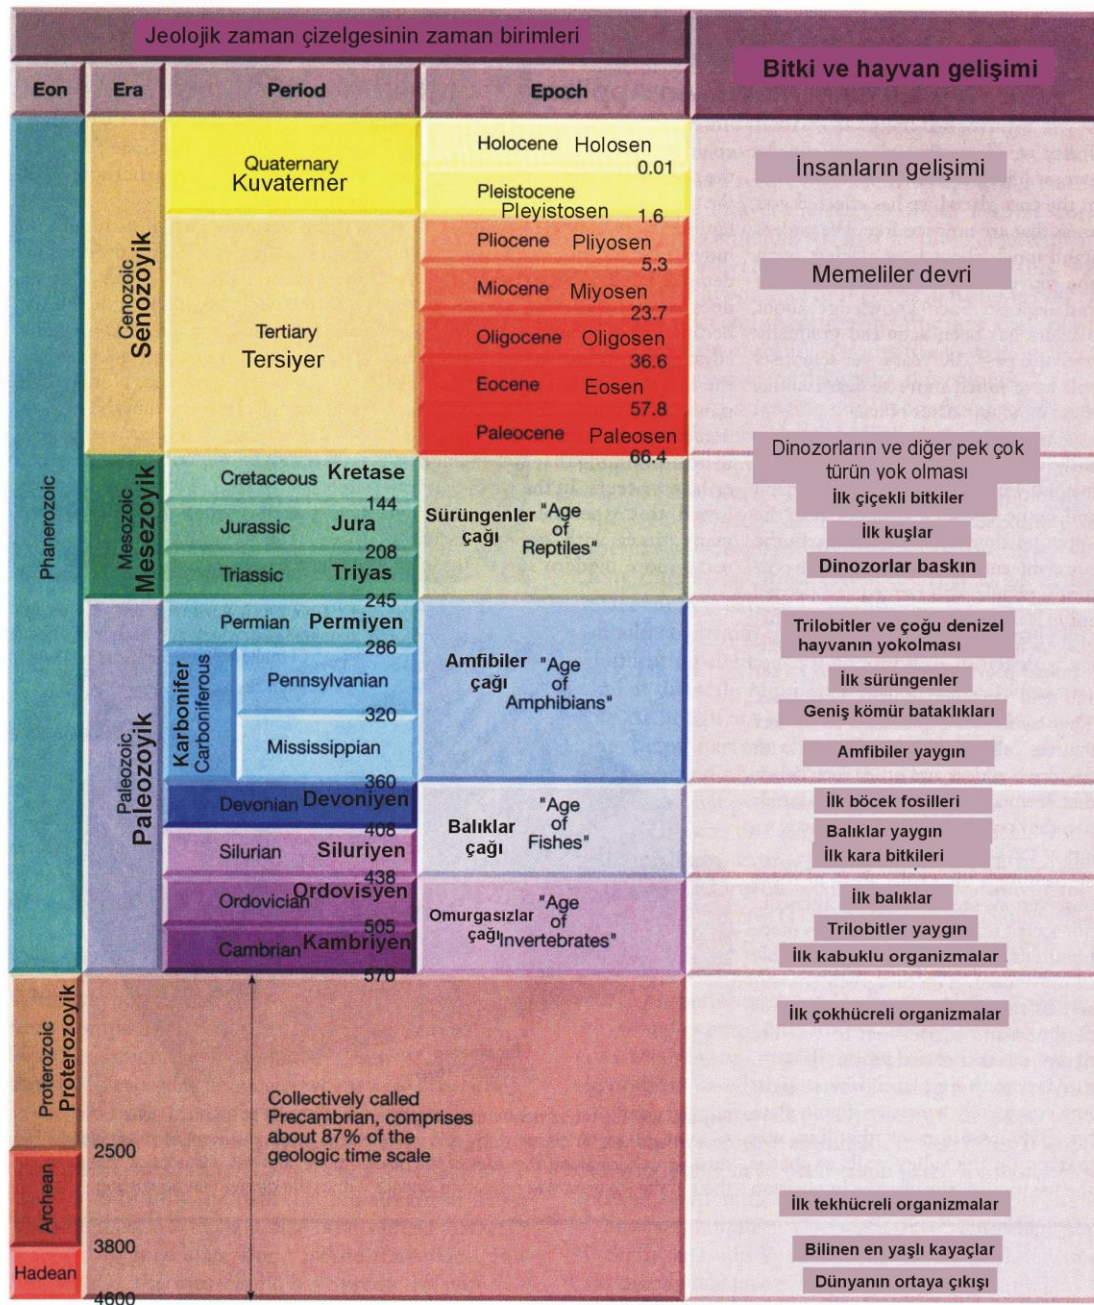 Jeolojik zaman çizelgesinin zaman birimleri
Bitki ve hayvan gelişimi
Eon
Era
Period
Epoch
Phanerozoic
Cenozoic
Senozoyik
Quaternary
Kuvaterner
Holocene Holosen
0.01
Pleistocene
Pleyistosen
1.6
İnsanların gelişimi
Tertiary
Tersiyer
Pliocene Pliyosen
5.3
Miocene Miyosen
23.7
Oligocene Oligosen
36.6
Eocene Eosen
57.8
Paleocene Paleosen
66.4
Memeliler devri
Dinozorların ve diğer pek çok
türün yok olması
Mesozoic
Mesezoyik
Cretaceous Kretase
144
Jurassic Jura
208
Triassic Triyas
245
Sürüngenler
çağı
"Age
of
Reptiles"
İlk çiçekli bitkiler
İlk kuşlar
Dinozorlar baskın
Paleozoic
Paleozoyik
Permian Permiyen
286
Karbonifer
Carboniferous
Pennsylvanian
320
Mississippian
360
Amfibiler
çağı
"Age
of
Amphibians"
Trilobitler ve çoğu denizel
hayvanın yokolması
İlk sürüngenler
Geniş kömür bataklıkları
Amfibiler yaygın
Devonian Devoniyen
408
Silurian Siluriyen
438
Balıklar
çağı
"Age
of
Fishes"
İlk böcek fosilleri
Balıklar yaygın
İlk kara bitkileri
Ordovisyen
Ordovician
505
Cambrian Kambriyen
570
Omurgasızlar
çağı
"Age
of
Invertebrates"
İlk balıklar
Trilobitler yaygın
İlk kabuklu organizmalar
Proterozoic
Proterozoyik
2500
Archean
3800
Hadean
4600
Collectively called
Precambrian, comprises
about 87% of the
geologic time scale
İlk çokhücreli organizmalar
İlk tekhücreli organizmalar
Bilinen en yaşlı kayaçlar
Dünyanın ortaya çıkışı